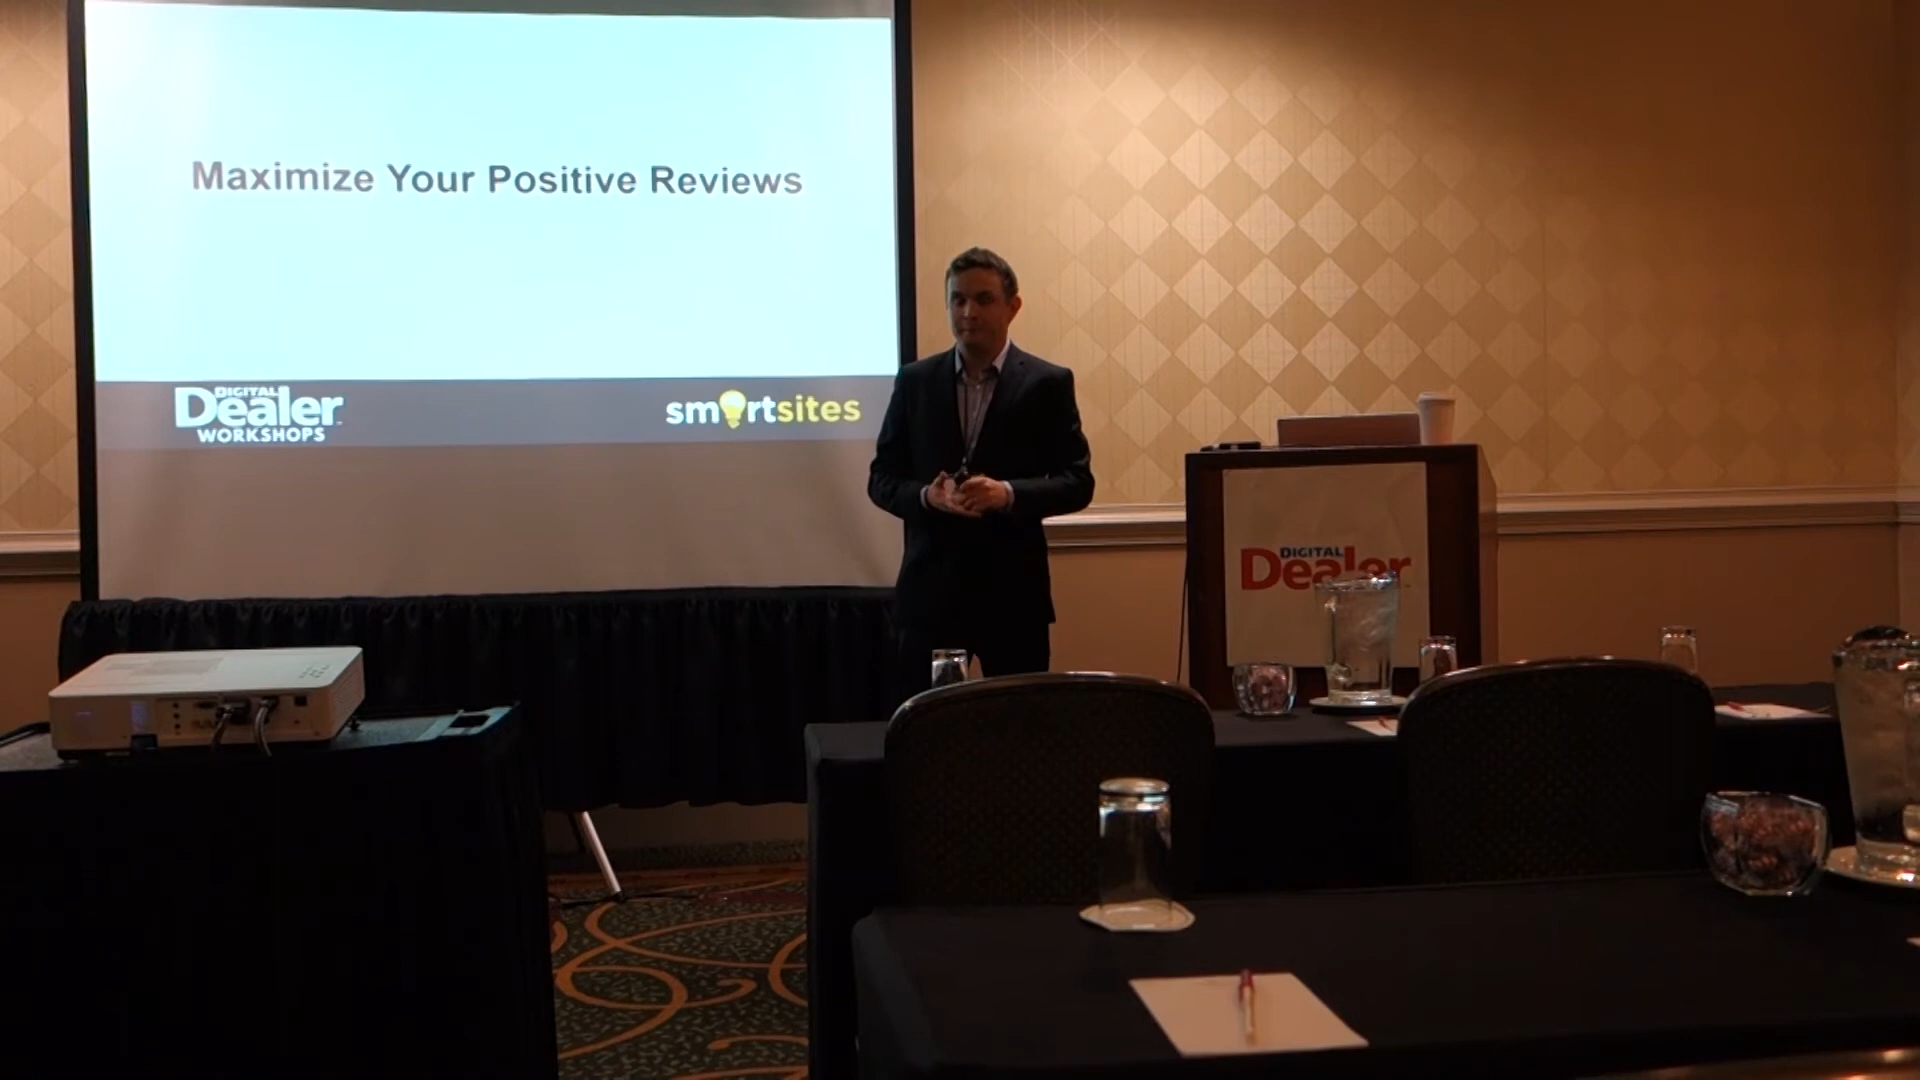 Maximize Your Positive Reviews
DIGITAL
Dealer
WORKSHOPS
smartsites
DIGITAL
Dealer